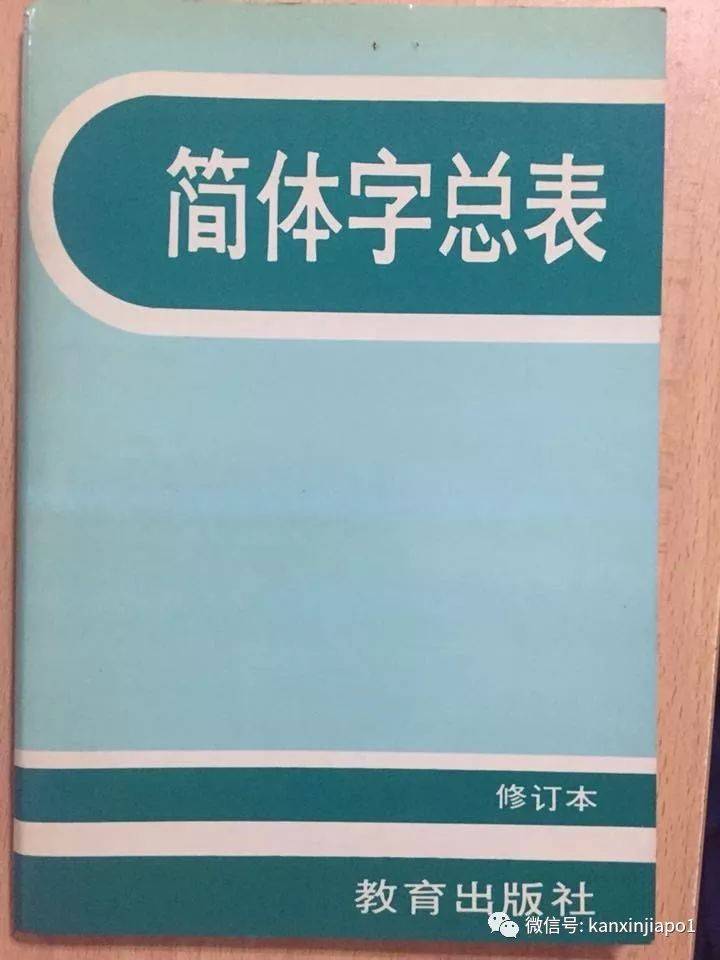 简体字总表
修订本
教育出版社
微信号: kanxinjiapo1